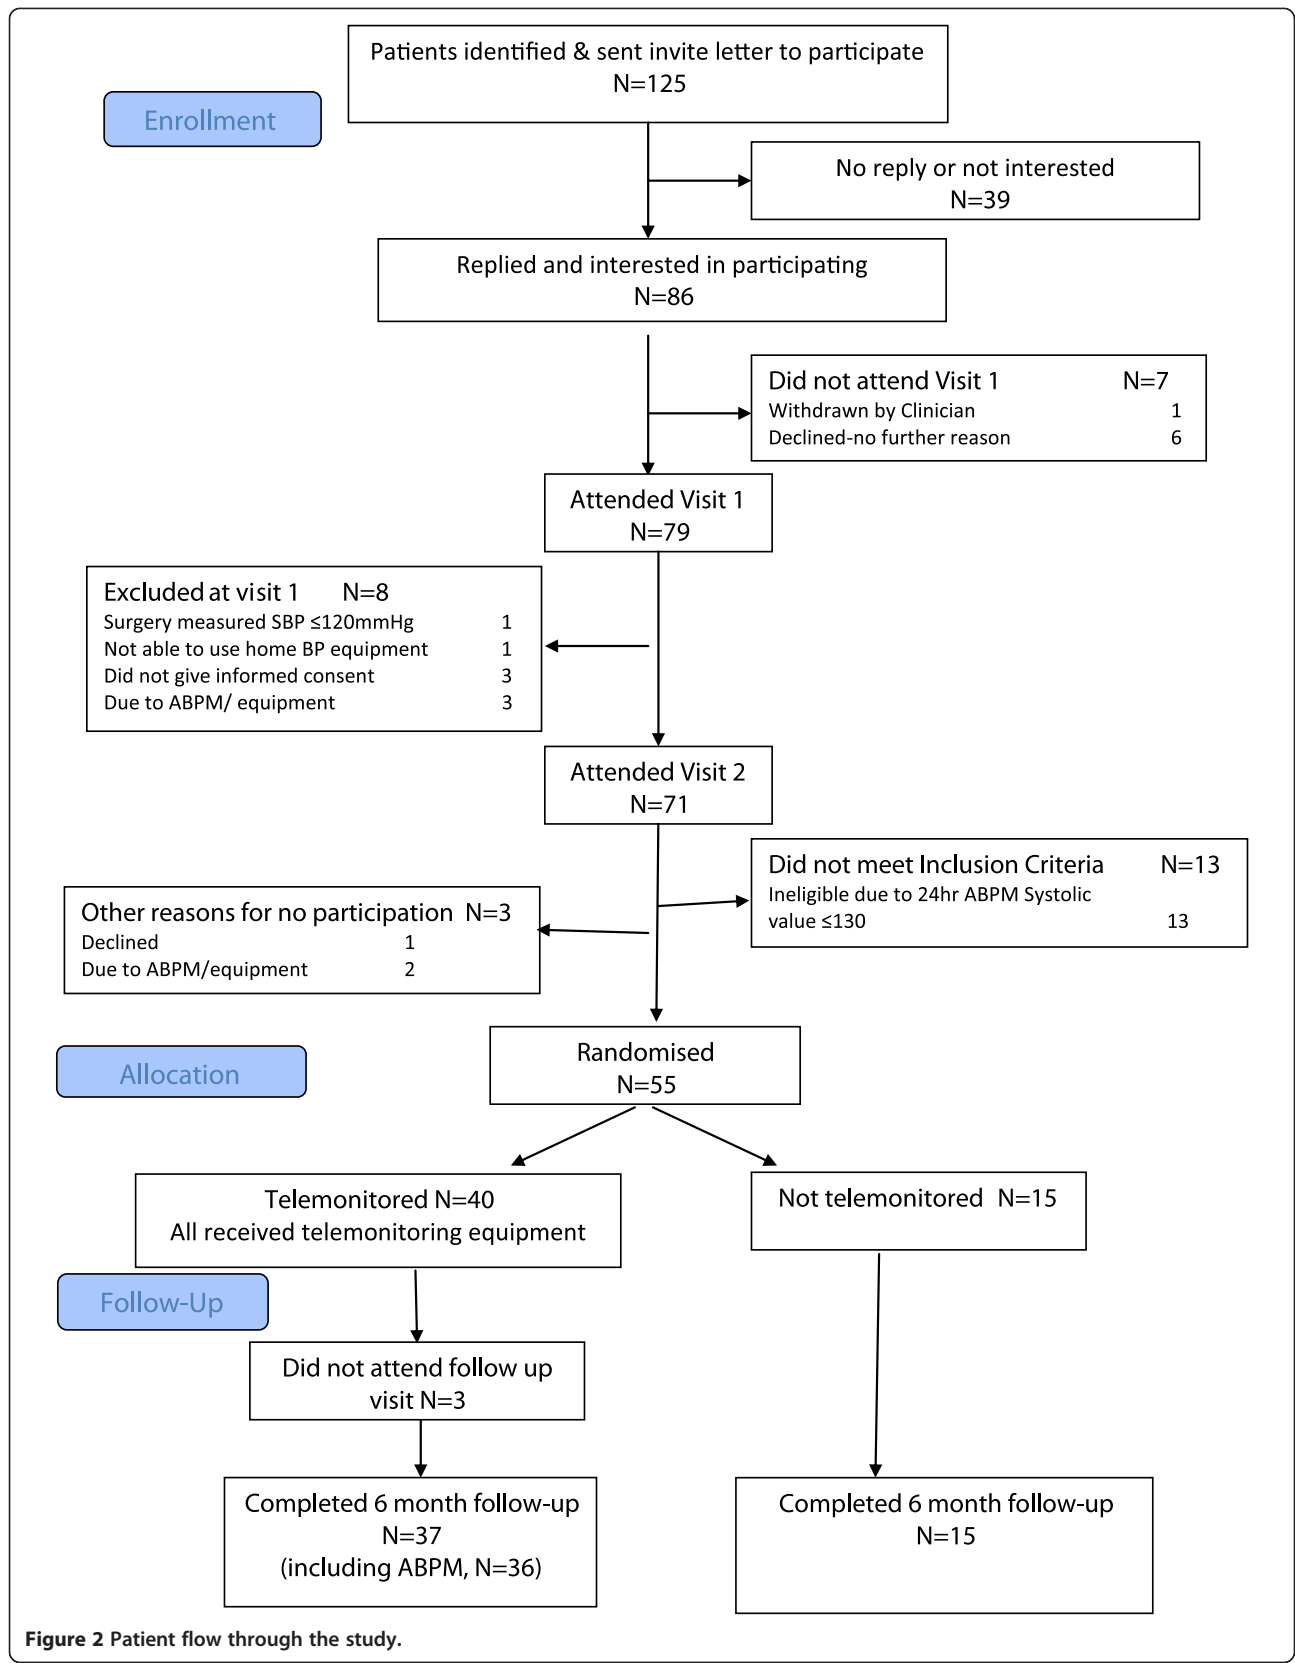 Patients identified & sent invite letter to participate
N=125
Enrollment
No reply or not interested
N=39
Replied and interested in participating
N=86
Did not attend Visit 1 N=7
Withdrawn by Clinician 1
Declined-no further reason 6
Attended Visit 1
N=79
Excluded at visit 1 N=8
Surgery measured SBP ≤120mmHg 1
Not able to use home BP equipment 1
Did not give informed consent 3
Due to ABPM/ equipment 3
Attended Visit 2
N=71
Did not meet Inclusion Criteria N=13
Ineligible due to 24hr ABPM Systolic
value ≤130 13
Other reasons for no participation N=3
Declined 1
Due to ABPM/equipment 2
Randomised
N=55
Allocation
Telemonitored N=40
All received telemonitoring equipment
Not telemonitored N=15
Follow-Up
Did not attend follow up
visit N=3
Completed 6 month follow-up
N=37
(including ABPM, N=36)
Completed 6 month follow-up
N=15
Figure 2 Patient flow through the study.